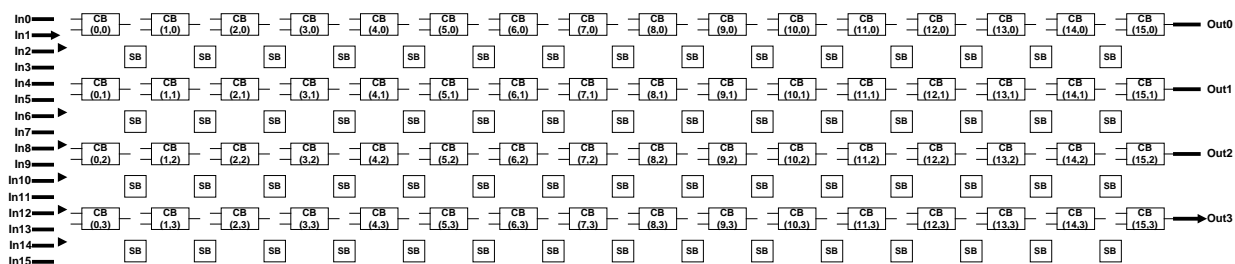 In0 CB CB CB CB CB CB CB CB CB CB CB CB CB CB CB CB Out0
(0,0) (1,0) (2,0) (3,0) (4,0) (5,0) (6,0) (7,0) (8,0) (9,0) (10,0) (11,0) (12,0) (13,0) (14,0) (15,0)
In1
In2
SB SB SB SB SB SB SB SB SB SB SB SB SB SB SB
In3
In4 CB CB CB CB CB CB CB CB CB CB CB CB CB CB CB CB Out1
(0,1) (1,1) (2,1) (3,1) (4,1) (5,1) (6,1) (7,1) (8,1) (9,1) (10,1) (11,1) (12,1) (13,1) (14,1) (15,1)
In5
In6
SB SB SB SB SB SB SB SB SB SB SB SB SB SB SB
In7
In8 CB CB CB CB CB CB CB CB CB CB CB CB CB CB CB CB Out2
In9 (0,2) (1,2) (2,2) (3,2) (4,2) (5,2) (6,2) (7,2) (8,2) (9,2) (10,2) (11,2) (12,2) (13,2) (14,2) (15,2)
In10
SB SB SB SB SB SB SB SB SB SB SB SB SB SB SB
In11
In12 CB CB CB CB CB CB CB CB CB CB CB CB CB CB CB CB Out3
In13 (0,3) (1,3) (2,3) (3,3) (4,3) (5,3) (6,3) (7,3) (8,3) (9,3) (10,3) (11,3) (12,3) (13,3) (14,3) (15,3)
In14
SB SB SB SB SB SB SB SB SB SB SB SB SB SB SB
In15